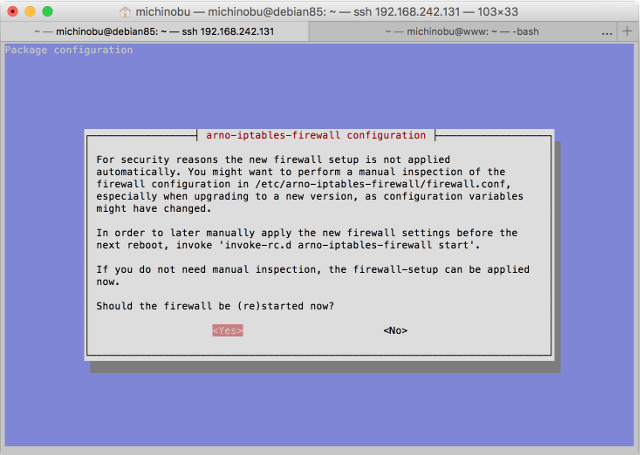 michinobu — michinobu@debian85: ~ — ssh 192.168.242.131 — 103×33
~ — michinobu@debian85: ~ — ssh 192.168.242.131
~ — michinobu@www: ~ — -bash
... +
Package configuration
arno-iptables-firewall configuration
For security reasons the new firewall setup is not applied
automatically. You might want to perform a manual inspection of the
firewall configuration in /etc/arno-iptables-firewall/firewall.conf,
especially when upgrading to a new version, as configuration variables
might have changed.
In order to later manually apply the new firewall settings before the
next reboot, invoke 'invoke-rc.d arno-iptables-firewall start'.
If you do not need manual inspection, the firewall-setup can be applied
now.
Should the firewall be (re)started now?
<Yes> <No>